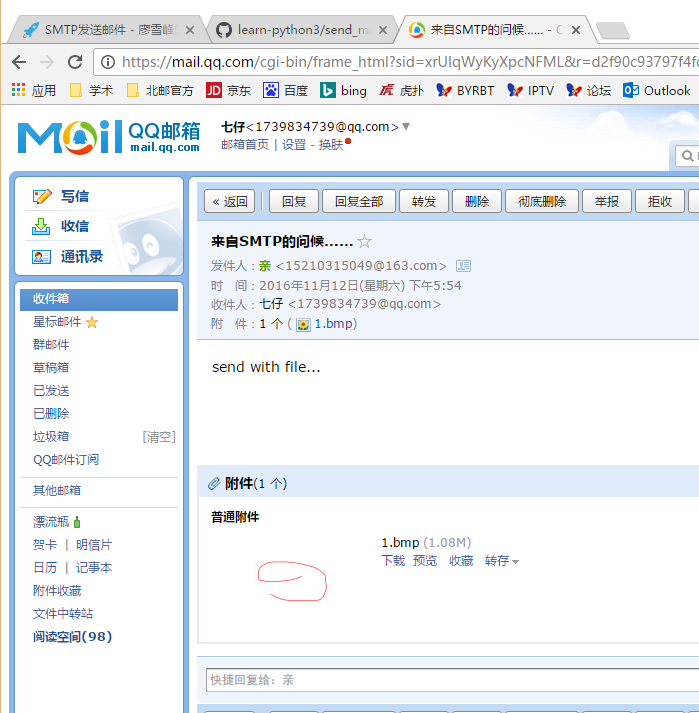 SMTP发送邮件 - 廖雪峰
learn-python3/send_m
来自SMTP的问候…… - C
https://mail.qq.com/cgi-bin/frame_html?sid=xrUlqWyKyXpcNFML&r=d2f90c93797f4fd
应用 学术 北邮官方 JD 京东 百度 bing 虎扑 BYRBT IPTV 论坛 Outlook
Mail QQ邮箱 mail.qq.com
七仔<1739834739@qq.com>
邮箱首页 | 设置 - 换肤
写信
收信
通讯录
收件箱
星标邮件
群邮件
草稿箱
已发送
已删除
垃圾箱 [清空]
QQ邮件订阅
其他邮箱
漂流瓶
贺卡 | 明信片
日历 | 记事本
附件收藏
文件中转站
阅读空间(98)
« 返回 回复 回复全部 转发 删除 彻底删除 举报 拒收
来自SMTP的问候……
发件人：亲 <15210315049@163.com>
时 间：2016年11月12日(星期六) 下午5:54
收件人：七仔 <1739834739@qq.com>
附 件：1 个 ( 1.bmp)
send with file...
附件(1 个)
普通附件
1.bmp (1.08M)
下载 预览 收藏 转存
快捷回复给：亲